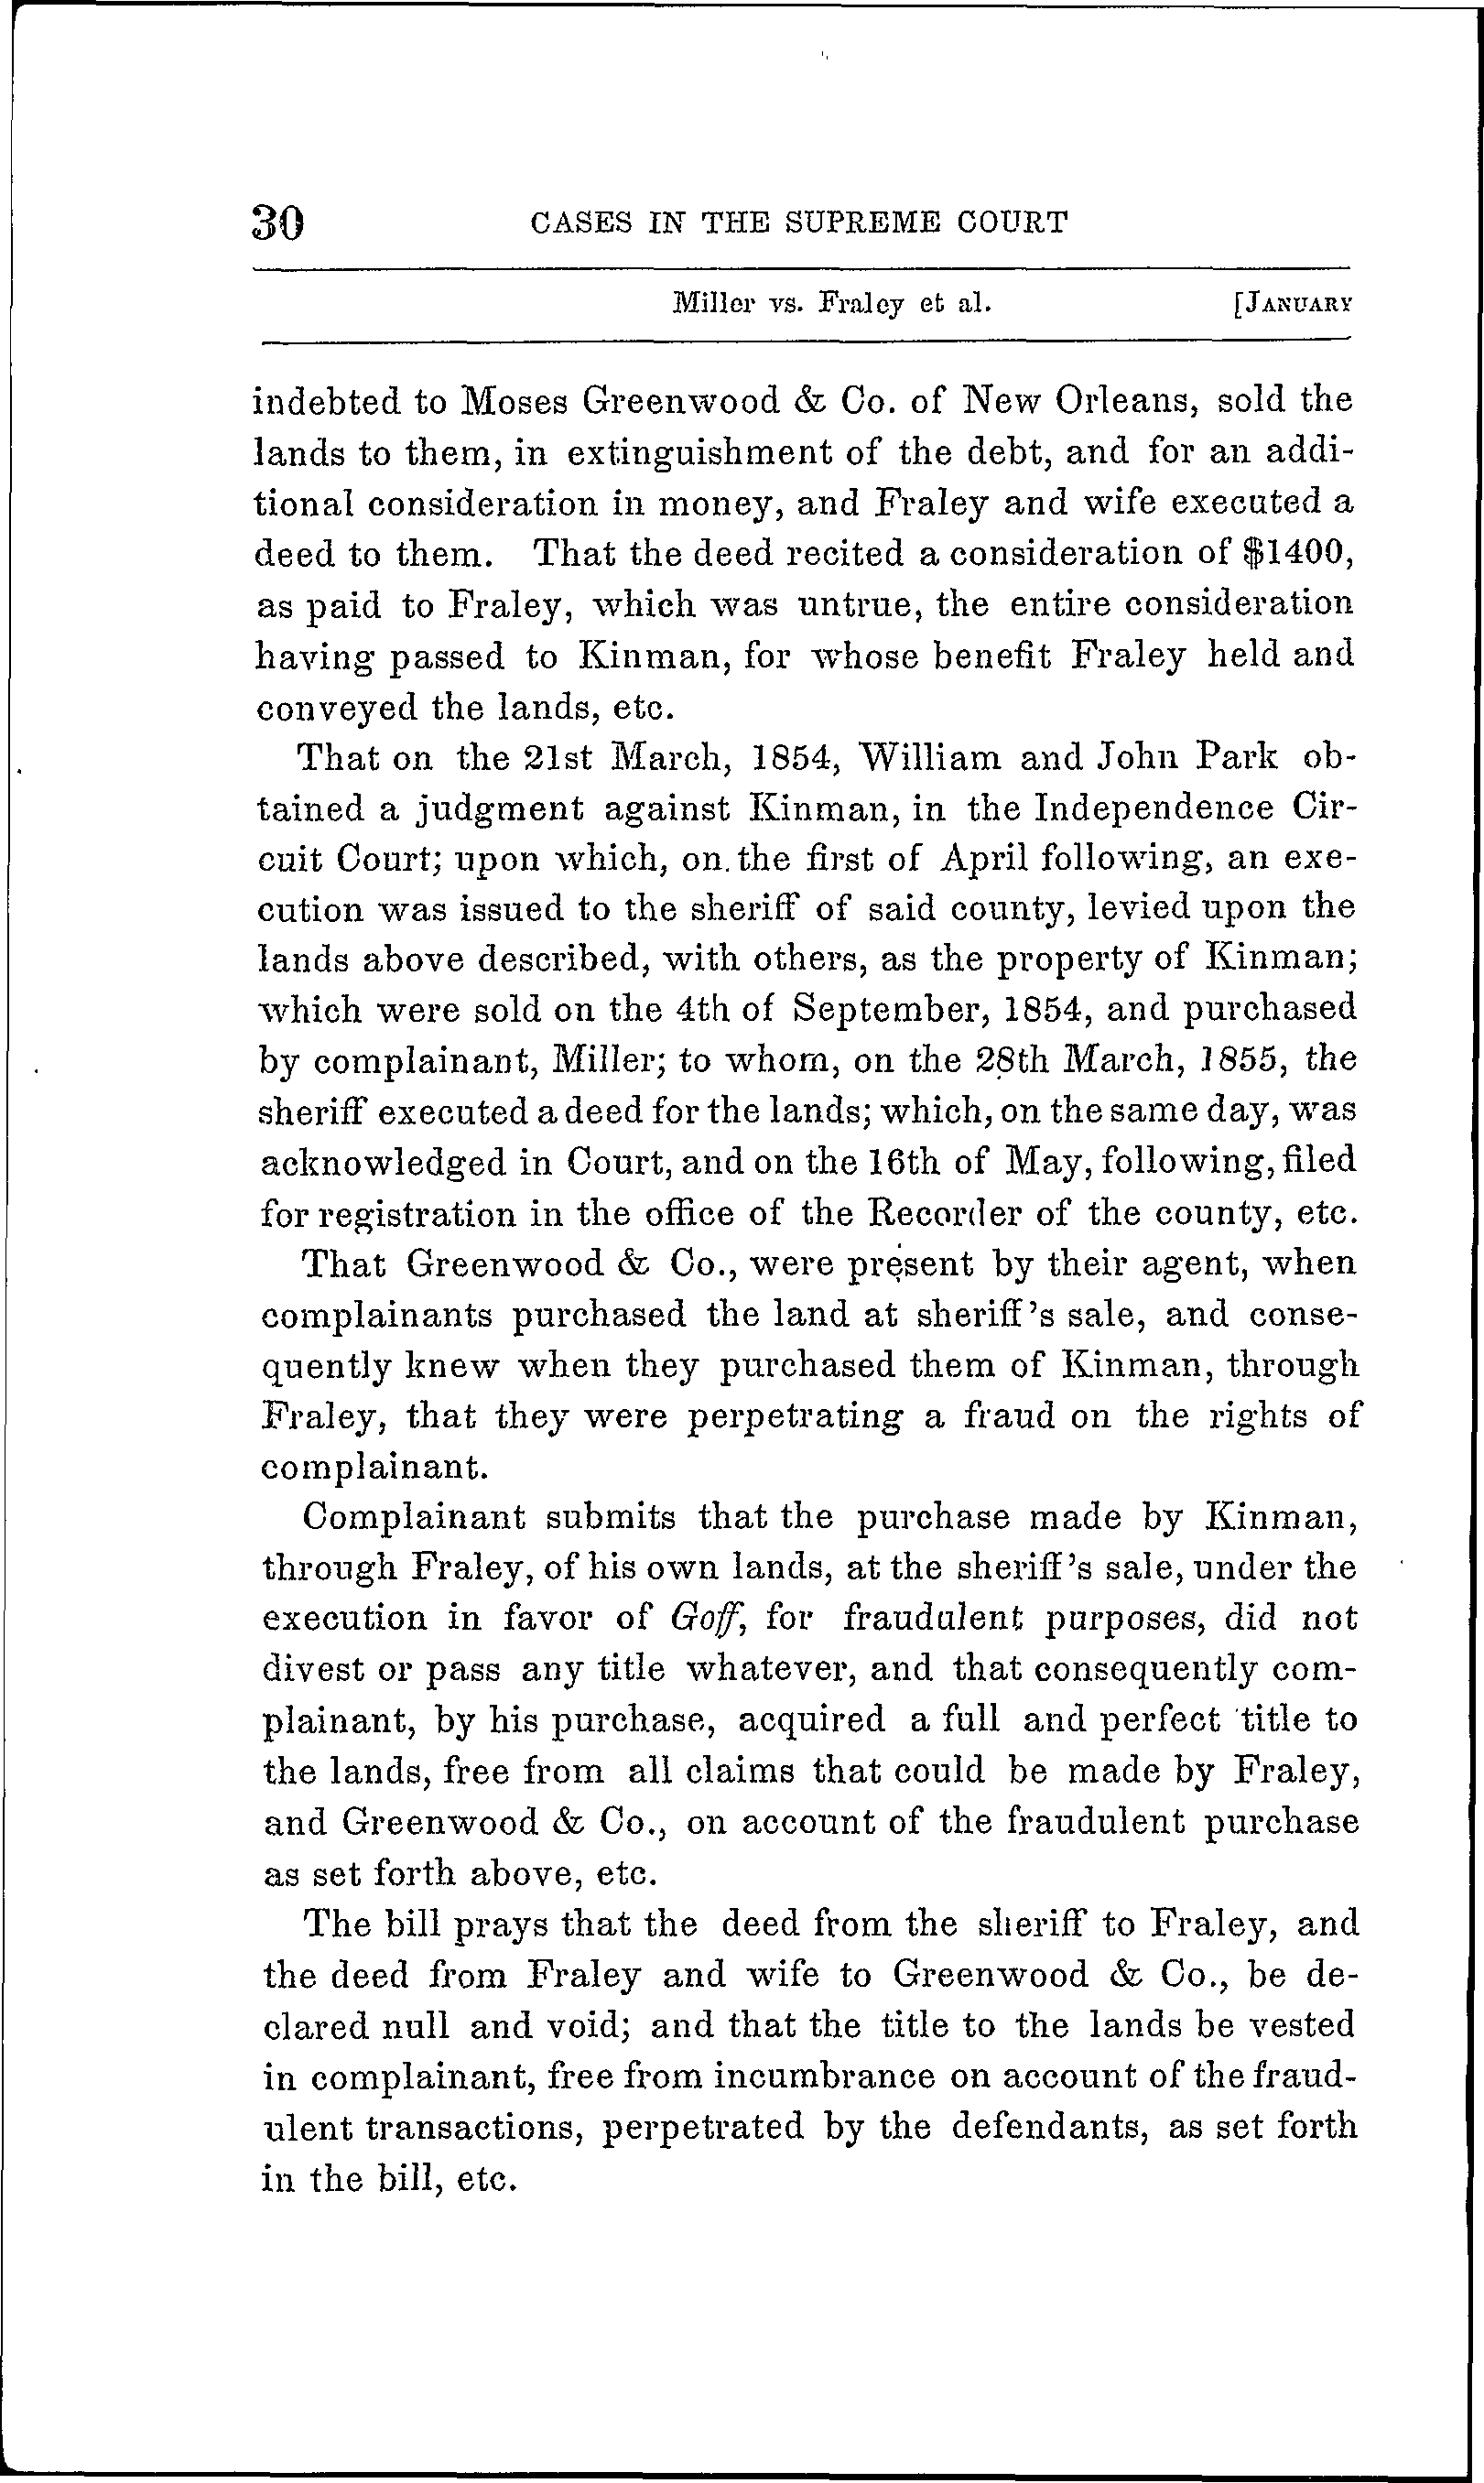 30 CASES IN THE SUPREME COURT
Miller vs. Fraley et al. [JANUARY
indebted to Moses Greenwood & Co. of New Orleans, sold the
lands to them, in extinguishment of the debt, and for an addi-
tional consideration in money, and Fraley and wife executed a
deed to them. That the deed recited a consideration of $1400,
as paid to Fraley, which was untrue, the entire consideration
having passed to Kinman, for whose benefit Fraley held and
conveyed the lands, etc.
That on the 21st March, 1854, William and John Park ob-
tained a judgment against Kinman, in the Independence Cir-
cuit Court; upon which, on the first of April following, an exe-
cution was issued to the sheriff of said county, levied upon the
lands above described, with others, as the property of Kinman;
which were sold on the 4th of September, 1854, and purchased
by complainant, Miller; to whom, on the 28th March, 1855, the
sheriff executed a deed for the lands; which, on the same day, was
acknowledged in Court, and on the 16th of May, following, filed
for registration in the office of the Recorder of the county, etc.
That Greenwood & Co., were present by their agent, when
complainants purchased the land at sheriff's sale, and conse-
quently knew when they purchased them of Kinman, through
Fraley, that they were perpetrating a fraud on the rights of
complainant.
Complainant submits that the purchase made by Kinman,
through Fraley, of his own lands, at the sheriff's sale, under the
execution in favor of Goff, for fraudulent purposes, did not
divest or pass any title whatever, and that consequently com-
plainant, by his purchase, acquired a full and perfect title to
the lands, free from all claims that could be made by Fraley,
and Greenwood & Co., on account of the fraudulent purchase
as set forth above, etc.
The bill prays that the deed from the sheriff to Fraley, and
the deed from Fraley and wife to Greenwood & Co., be de-
clared null and void; and that the title to the lands be vested
in complainant, free from incumbrance on account of the fraud-
ulent transactions, perpetrated by the defendants, as set forth
in the bill, etc.